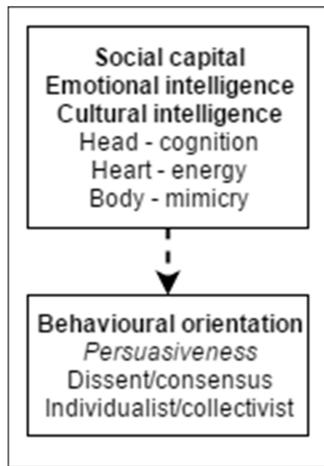 Social capital
Emotional intelligence
Cultural intelligence
Head - cognition
Heart - energy
Body - mimicry
Behavioural orientation
Persuasiveness
Dissent/consensus
Individualist/collectivist